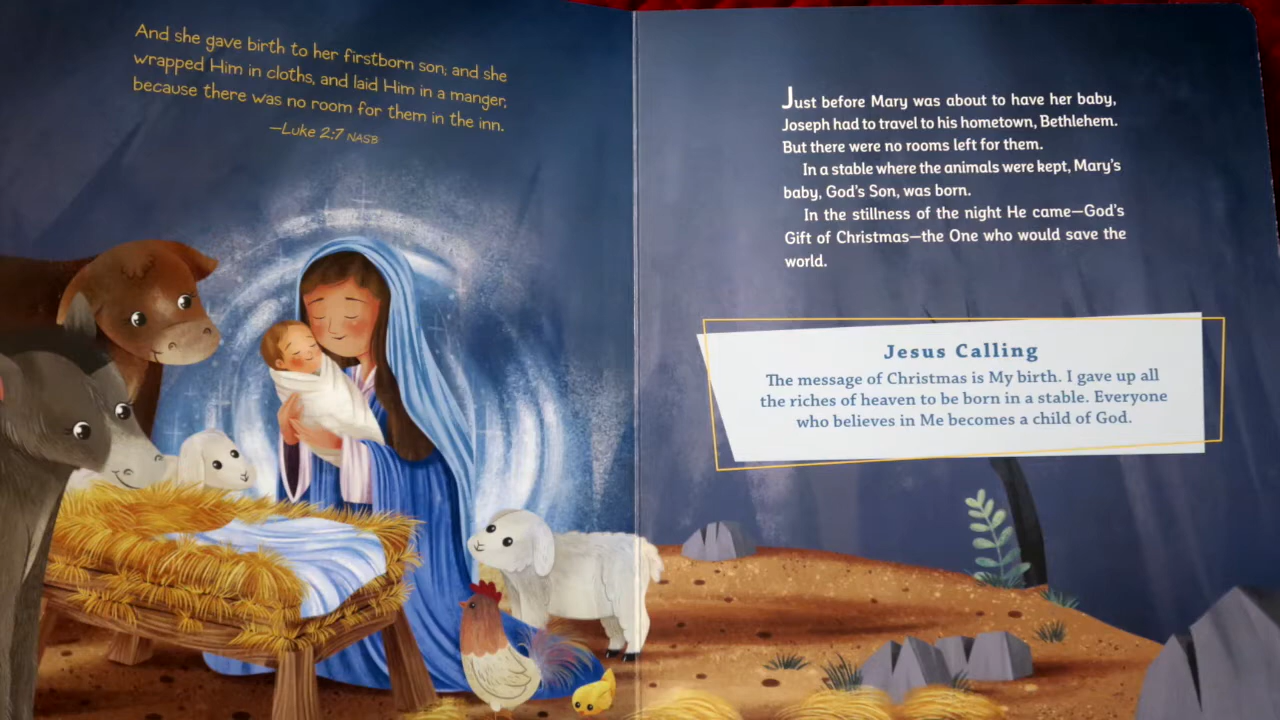 And she gave birth to her firstborn son; and she
wrapped Him in cloths, and laid Him in a manger,
because there was no room for them in the inn.
—Luke 2:7 NASB
Just before Mary was about to have her baby,
Joseph had to travel to his hometown, Bethlehem.
But there were no rooms left for them.
In a stable where the animals were kept, Mary's
baby, God's Son, was born.
In the stillness of the night He came—God's
Gift of Christmas—the One who would save the
world.
Jesus Calling
The message of Christmas is My birth. I gave up all
the riches of heaven to be born in a stable. Everyone
who believes in Me becomes a child of God.